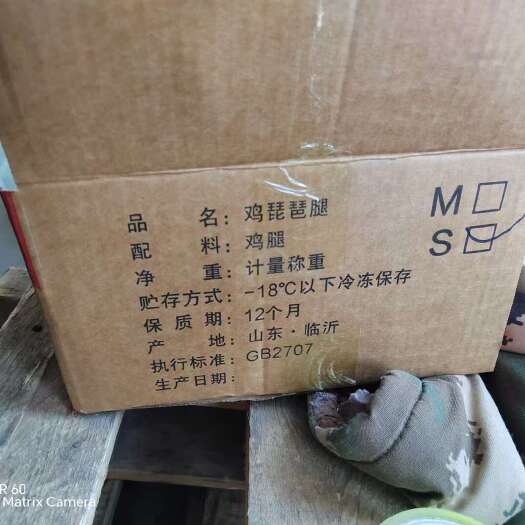 品名：鸡琵琶腿
配料：鸡腿
净重：计量称重
贮存方式：-18℃以下冷冻保存
保质期：12个月
产地：山东·临沂
执行标准：GB2707
生产日期：
M
S
R 60
Matrix Camera